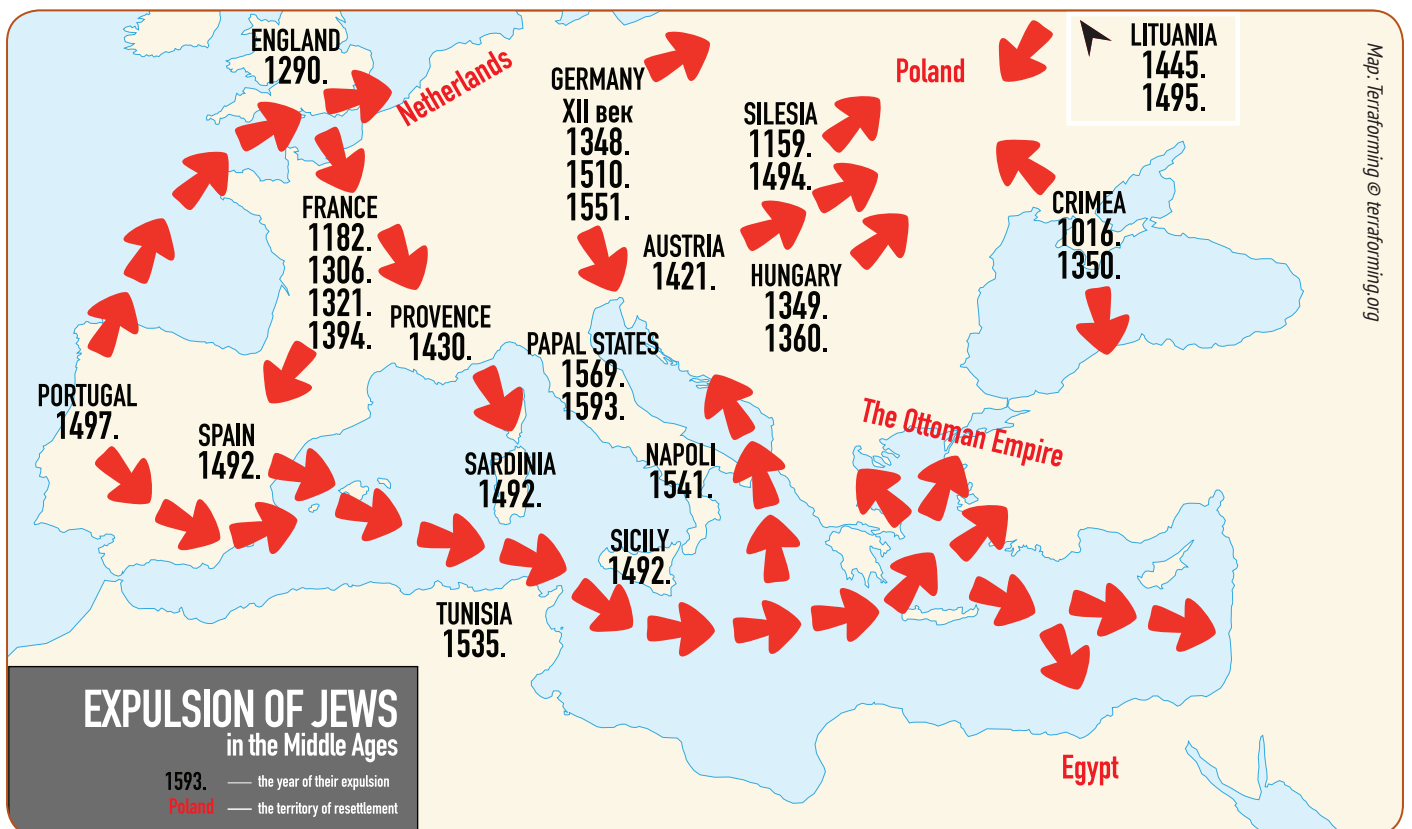 ENGLAND
1290.
Netherlands
GERMANY
XII век
1348.
1510.
1551.
Poland
LITUANIA
1445.
1495.
SILESIA
1159.
1494.
FRANCE
1182.
1306.
1321.
1394.
AUSTRIA
1421.
HUNGARY
1349.
1360.
CRIMEA
1016.
1350.
PROVENCE
1430.
PAPAL STATES
1569.
1593.
PORTUGAL
1497.
SPAIN
1492.
SARDINIA
1492.
NAPOLI
1541.
The Ottoman Empire
SICILY
1492.
TUNISIA
1535.
Egypt
EXPULSION OF JEWS
in the Middle Ages
1593. — the year of their expulsion
Poland — the territory of resettlement
Map: Terraforming © terraforming.org